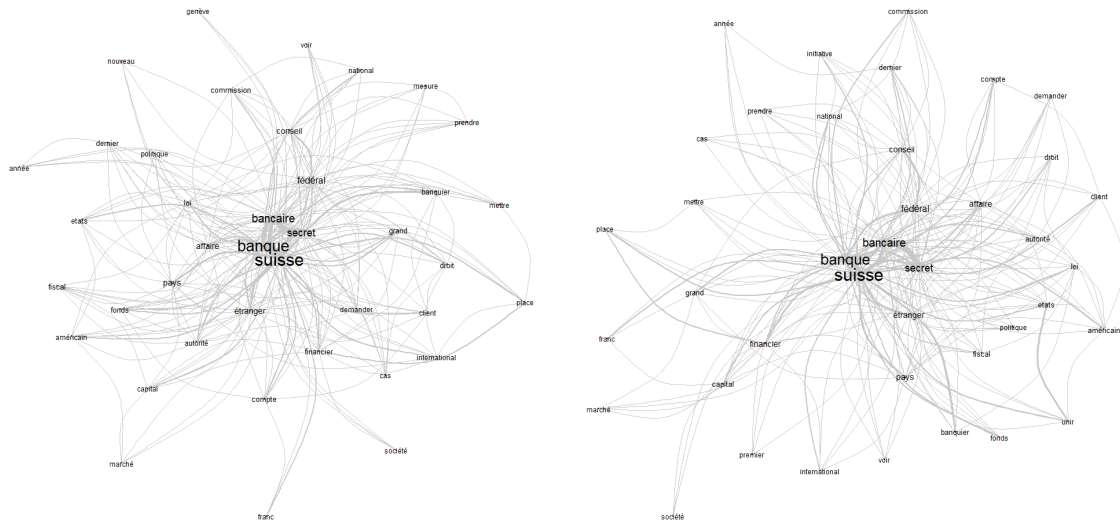 genève
voir
nouveau
national
commission
mesure
prendre
conseil
dernier
politique
année
fédéral
banquier
loi
mettre
etats
bancaire
secret
grand
affaire
banque
suisse
droit
pays
fiscal
place
fonds
étranger
demander
client
américain
autorité
financier
international
cas
capital
compte
société
marché
franc
commission
année
initiative
dernier
compte
demander
prendre
national
cas
conseil
droit
mettre
affaire
client
fédéral
place
autorité
bancaire
banque
secret
loi
suisse
grand
etats
étranger
politique
américain
franc
financier
fiscal
pays
capital
marché
unir
banquier
fonds
premier
voir
international
société